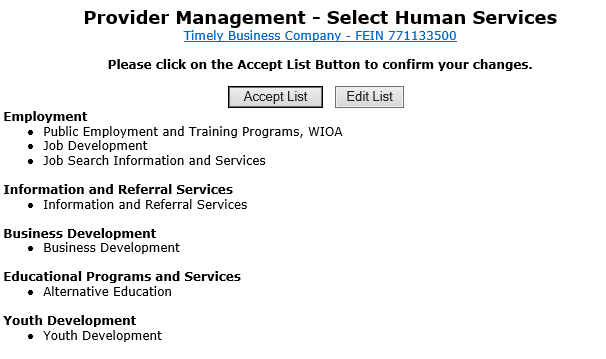 Provider Management - Select Human Services
Timely Business Company - FEIN 771133500
Please click on the Accept List Button to confirm your changes.
Accept List Edit List
Employment
• Public Employment and Training Programs, WIOA
• Job Development
• Job Search Information and Services
Information and Referral Services
• Information and Referral Services
Business Development
• Business Development
Educational Programs and Services
• Alternative Education
Youth Development
• Youth Development